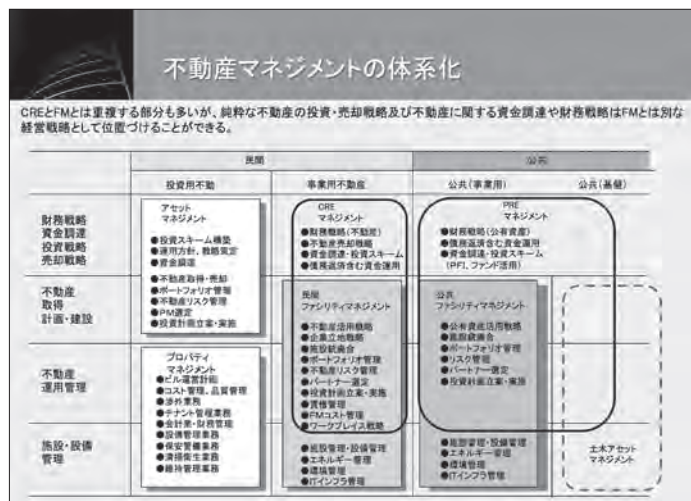 不動産マネジメントの体系化
CREとFMとは重複する部分も多いが、純粋な不動産の投資・売却戦略及び不動産に関する資金調達や財務戦略はFMとは別な
経営戦略として位置づけることができる。
民間
公共
投資用不動
事業用不動産
公共(事業用)
公共(基盤)
財務戦略
資金調達
投資戦略
売却戦略
アセット
マネジメント
●投資スキーム構築
●運用方針、戦略策定
●資金調達
●不動産取得・売却
●ポートフォリオ管理
●不動産リスク管理
●PM選定
●投資計画立案・実施
CRE
マネジメント
●財務戦略(不動産)
●不動産売却戦略
●資金調達・投資スキーム
●債務返済含む資金運用
PRE
マネジメント
●財務戦略(公有資産)
●債務返済含む資金運用
●資金調達・投資スキーム
(PFI、ファンド活用)
不動産
取得
計画・建設
民間
ファシリティマネジメント
●不動産活用戦略
●企業立地戦略
●施設統廃合
●ポートフォリオ管理
●不動産リスク管理
●パートナー選定
●投資計画立案・実施
●資債管理
●FMコスト管理
●ワークプレイス戦略
公共
ファシリティマネジメント
●公有資産活用戦略
●施設統廃合
●ポートフォリオ管理
●リスク管理
●パートナー選定
●投資計画立案・実施
不動産
運用管理
プロパティ
マネジメント
●ビル運営計画
●コスト管理、品質管理
●渉外業務
●テナント管理業務
●会計業・財務管理
●設備管理業務
●保安警備業務
●清掃衛生業務
●維持管理業務
施設・設備
管理
●施設管理・設備管理
●エネルギー管理
●環境管理
●ITインフラ管理
●施設管理・設備管理
●エネルギー管理
●環境管理
●ITインフラ管理
土木アセット
マネジメント